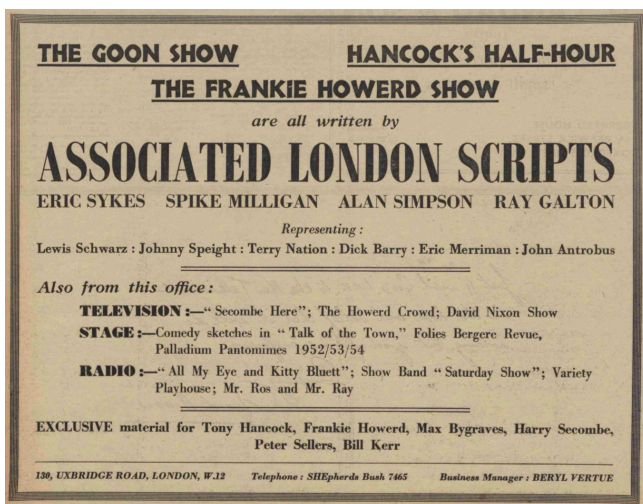 THE GOON SHOW HANCOCK'S HALF-HOUR
THE FRANKIE HOWERD SHOW
are all written by
ASSOCIATED LONDON SCRIPTS
ERIC SYKES SPIKE MILLIGAN ALAN SIMPSON RAY GALTON
Representing :
Lewis Schwarz : Johnny Speight : Terry Nation : Dick Barry : Eric Merriman : John Antrobus
Also from this office :
TELEVISION :—“ Secombe Here”; The Howerd Crowd; David Nixon Show
STAGE :—Comedy sketches in “ Talk of the Town,” Folies Bergere Revue,
Palladium Pantomimes 1952/53/54
RADIO :—“ All My Eye and Kitty Bluett”; Show Band “ Saturday Show”; Variety
Playhouse; Mr. Ros and Mr. Ray
EXCLUSIVE material for Tony Hancock, Frankie Howerd, Max Bygraves, Harry Secombe,
Peter Sellers, Bill Kerr
130, UXBRIDGE ROAD, LONDON, W.12 Telephone : SHEpherds Bush 7465 Business Manager : BERYL VERTUE